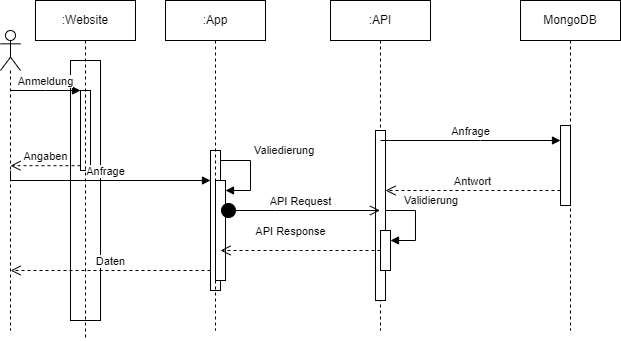 :Website
:App
:API
MongoDB
Anmeldung
Anfrage
Valiedierung
Angaben
Anfrage
Antwort
API Request
Validierung
API Response
Daten